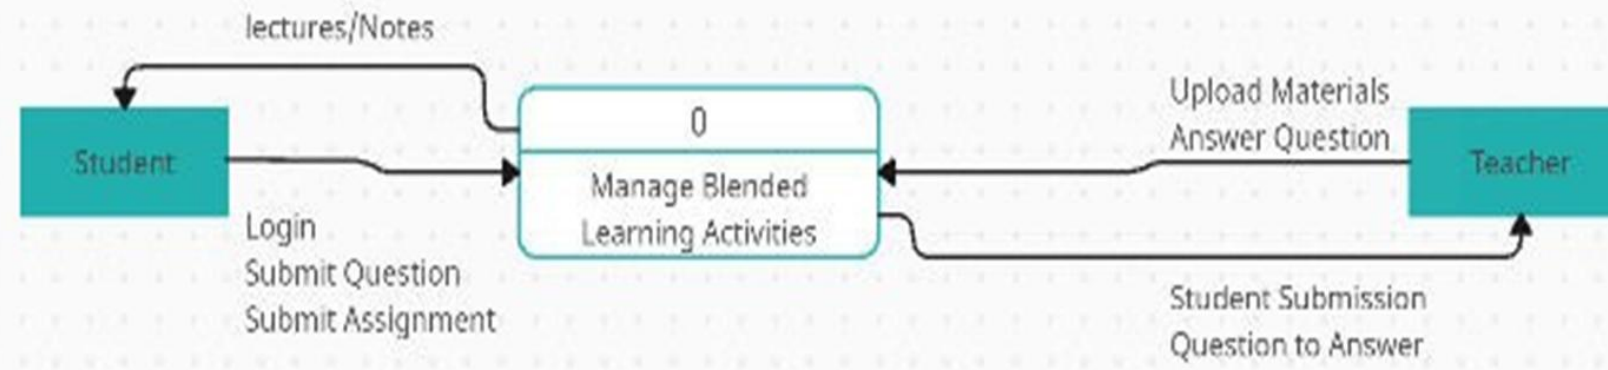 lectures/Notes
Student
Login
Submit Question
Submit Assignment
0
Manage Blended
Learning Activities
Upload Materials
Answer Question
Teacher
Student Submission
Question to Answer